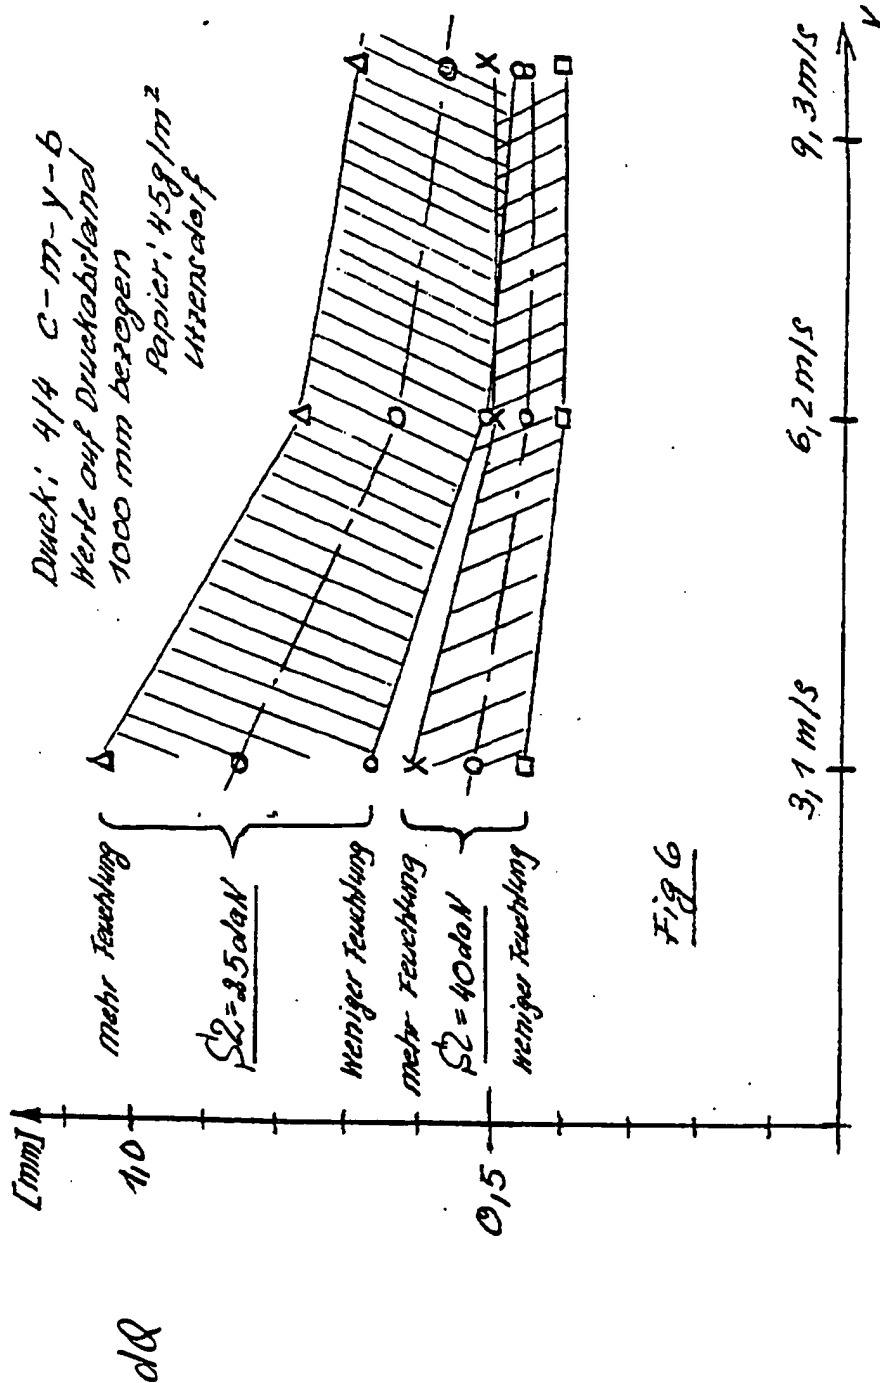 Druck: 4/4 c-m-y-b
Werte auf Druckabstand
1000 mm bezogen
Papier: 45g/m²
Utzensdorf
[mm]
dQ
1,0
0,5
mehr Feuchtung
S2=25daN
weniger Feuchtung
mehr Feuchtung
S2=40daN
weniger Feuchtung
3,1 m/s
6,2 m/s
9,3 m/s
v
Fig 6